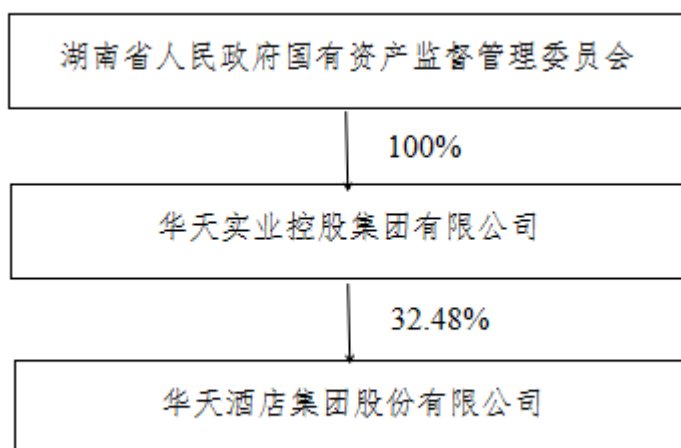 湖南省人民政府国有资产监督管理委员会
100%
华天实业控股集团有限公司
32.48%
华天酒店集团股份有限公司